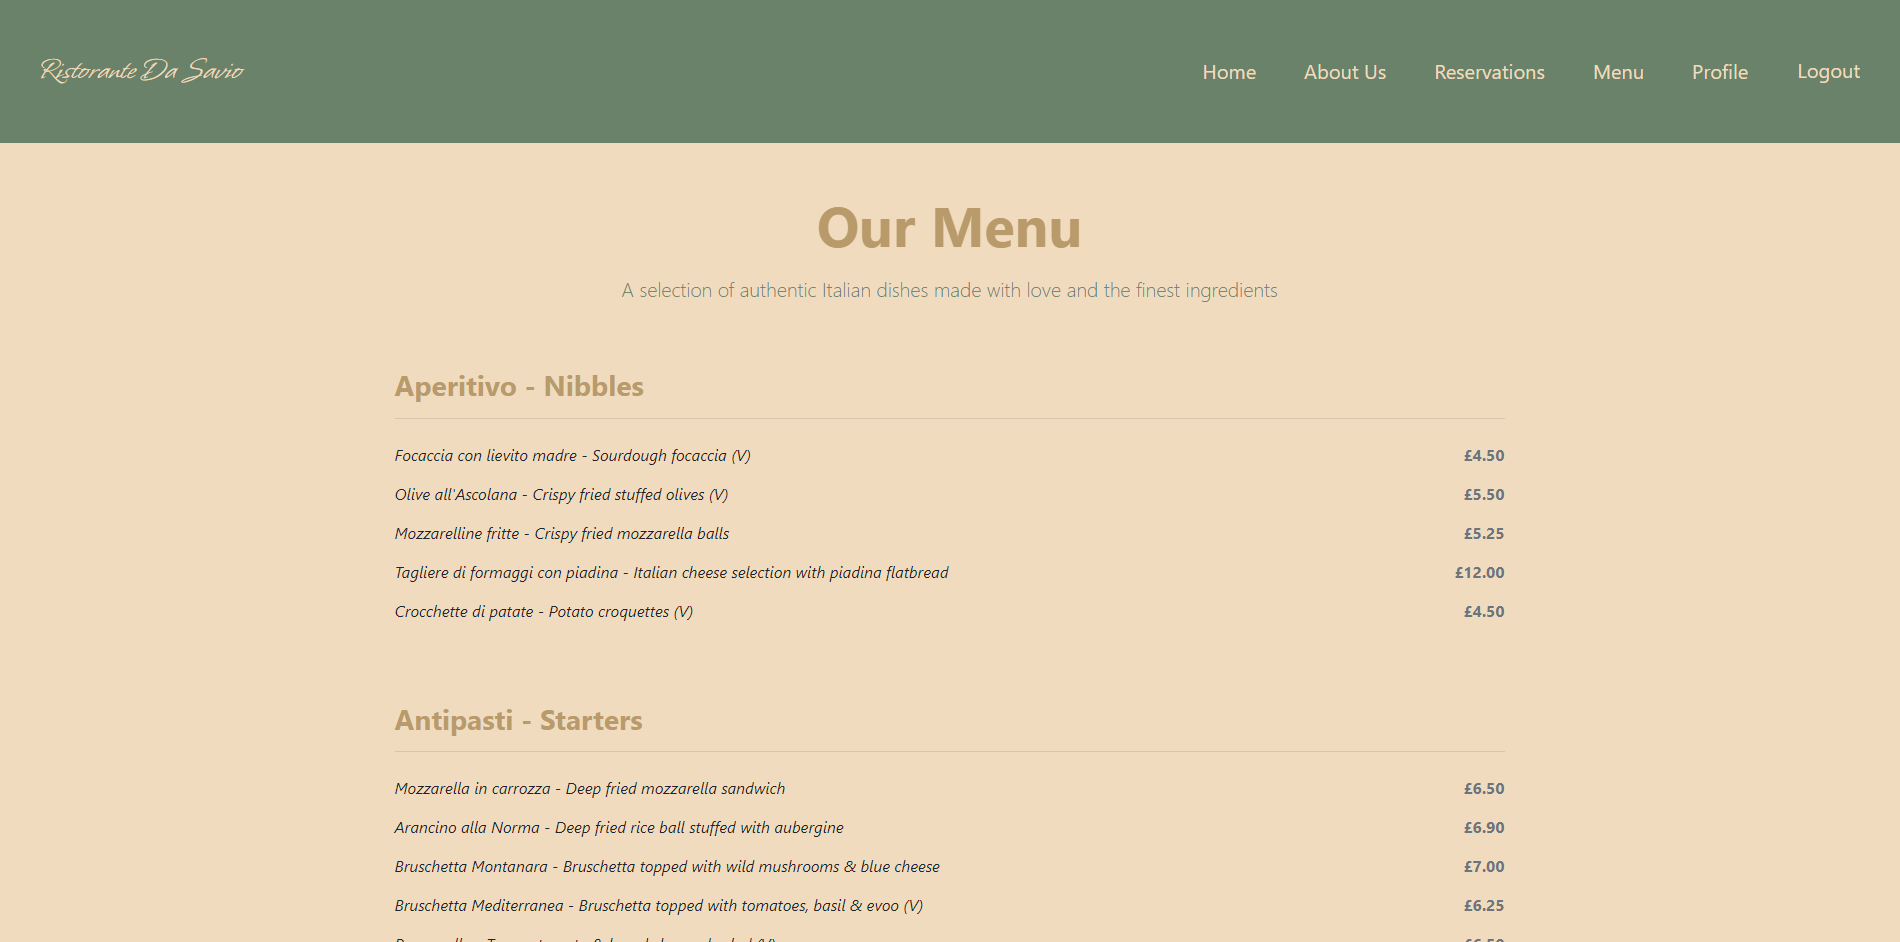 Ristorante Da Savio
Home About Us Reservations Menu Profile Logout
Our Menu
A selection of authentic Italian dishes made with love and the finest ingredients
Aperitivo - Nibbles
Focaccia con lievito madre - Sourdough focaccia (V) £4.50
Olive all'Ascolana - Crispy fried stuffed olives (V) £5.50
Mozzarelline fritte - Crispy fried mozzarella balls £5.25
Tagliere di formaggi con piadina - Italian cheese selection with piadina flatbread £12.00
Crocchette di patate - Potato croquettes (V) £4.50
Antipasti - Starters
Mozzarella in carrozza - Deep fried mozzarella sandwich £6.50
Arancino alla Norma - Deep fried rice ball stuffed with aubergine £6.90
Bruschetta Montanara - Bruschetta topped with wild mushrooms & blue cheese £7.00
Bruschetta Mediterranea - Bruschetta topped with tomatoes, basil & evoo (V) £6.25